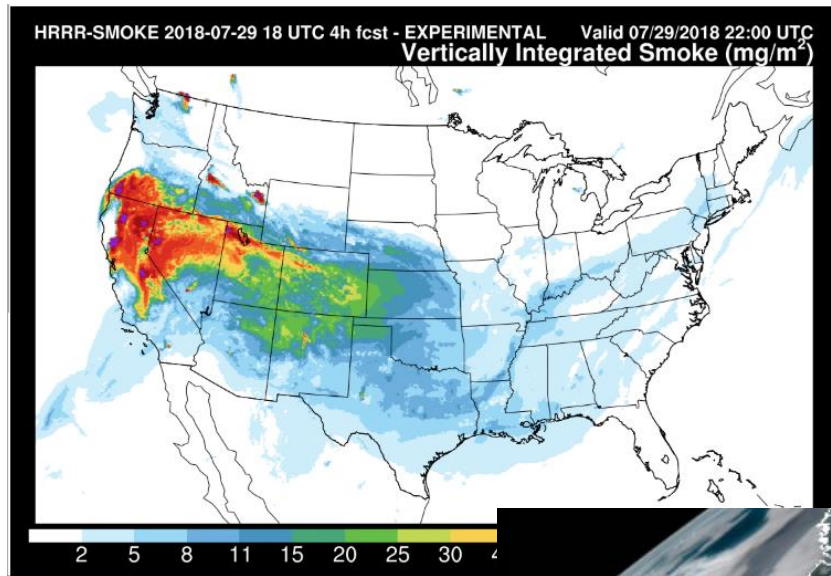 HRRR-SMOKE 2018-07-29 18 UTC 4h fcst - EXPERIMENTAL Valid 07/29/2018 22:00 UTC
Vertically Integrated Smoke (mg/m²)
2 5 8 11 15 20 25 30